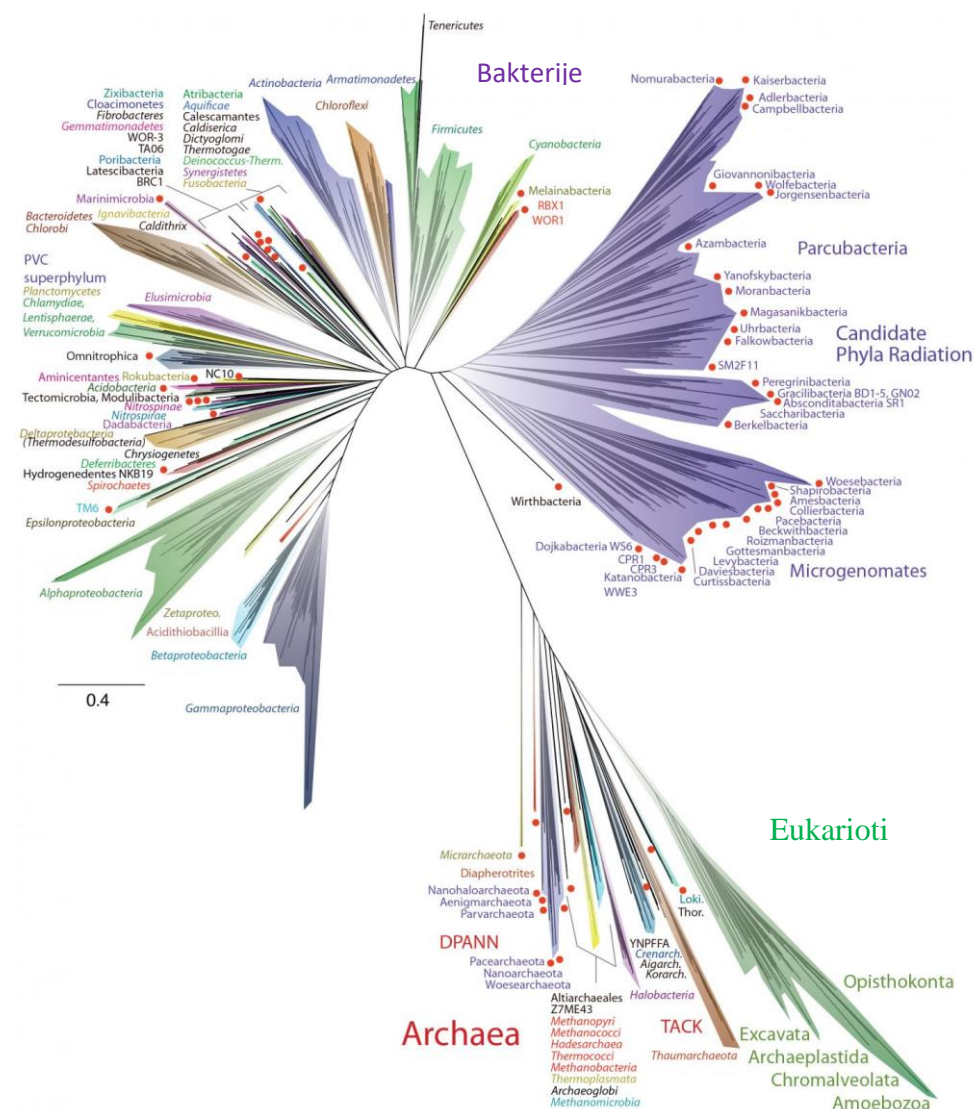 Tenericutes
Bakterije
Actinobacteria
Armatimonadetes
Nomurabacteria
Kaiserbacteria
Adlerbacteria
Campbellbacteria
Zixibacteria
Cloacimonetes
Fibrobacteres
Gemmatimonadetes
WOR-3
TA06
Poribacteria
Latescibacteria
BRC1
Atribacteria
Aquificae
Calescamantes
Caldiserica
Dictyoglomi
Thermotogae
Deinococcus-Therm.
Synergistetes
Fusobacteria
Chloroflexi
Firmicutes
Cyanobacteria
Melainabacteria
RBX1
WOR1
Giovannonibacteria
Wolfebacteria
Jorgensenbacteria
Marinimicrobia
Bacteroidetes
Chlorobi
Ignavibacteria
Caldithrix
Azambacteria
Parcubacteria
PVC
superphylum
Planctomycetes
Chlamydiae,
Lentisphaerae,
Verrucomicrobia
Elusimicrobia
Yanofskybacteria
Moranbacteria
Magasanikbacteria
Uhrbacteria
Falkowbacteria
Candidate
Phyla Radiation
SM2F11
Omnitrophica
Aminicentantes
Rokubacteria
NC10
Acidobacteria
Tectomicrobia, Modulibacteria
Nitrospinae
Nitrospirae
Dadabacteria
Peregrinibacteria
Gracilibacteria BD1-5, GN02
Absconditabacteria SR1
Saccharibacteria
Berkelbacteria
Deltaprotebacteria
(Thermodesulfobacteria)
Chrysiogenetes
Deferribacteres
Hydrogenedentes NKB19
Spirochaetes
TM6
Epsilonproteobacteria
Wirthbacteria
Woesebacteria
Shapirobacteria
Amesbacteria
Collierbacteria
Pacebacteria
Beckwithbacteria
Roizmanbacteria
Gottesmanbacteria
Levybacteria
Daviesbacteria
Curtissbacteria
Dojkabacteria WS6
CPR1
CPR3
Katanobacteria
WWE3
Microgenomates
Alphaproteobacteria
Zetaproteo.
Acidithiobacillia
Betaproteobacteria
0.4
Gammaproteobacteria
Eukarioti
Micrarchaeota
Diapherotrites
Nanohaloarchaeota
Aenigmarchaeota
Parvarchaeota
Loki.
Thor.
DPANN
Pacearchaeota
Nanoarchaeota
Woesearchaeota
YNPFFA
Crenarch.
Aigarch.
Korarch.
Opisthokonta
Archaea
Altiarchaeales
Z7ME43
Methanopyri
Methanococci
Hadesarchaea
Thermococci
Methanobacteria
Thermoplasmata
Archaeoglobi
Methanomicrobia
Halobacteria
TACK
Thaumarchaeota
Excavata
Archaeplastida
Chromalveolata
Amoebozoa